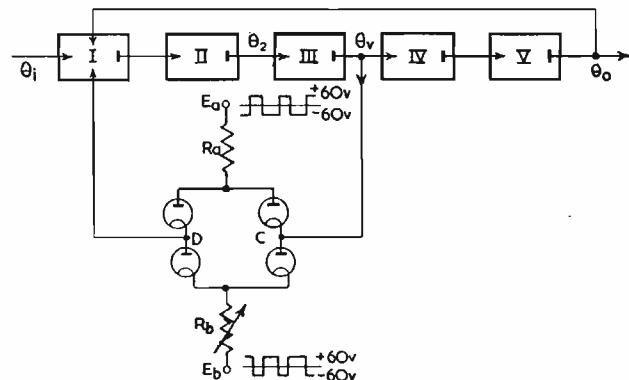 I II III IV V
θi θ2 θv θo
Ea +60v
-60v
Ra
D C
Rb
Eb +60v
-60v